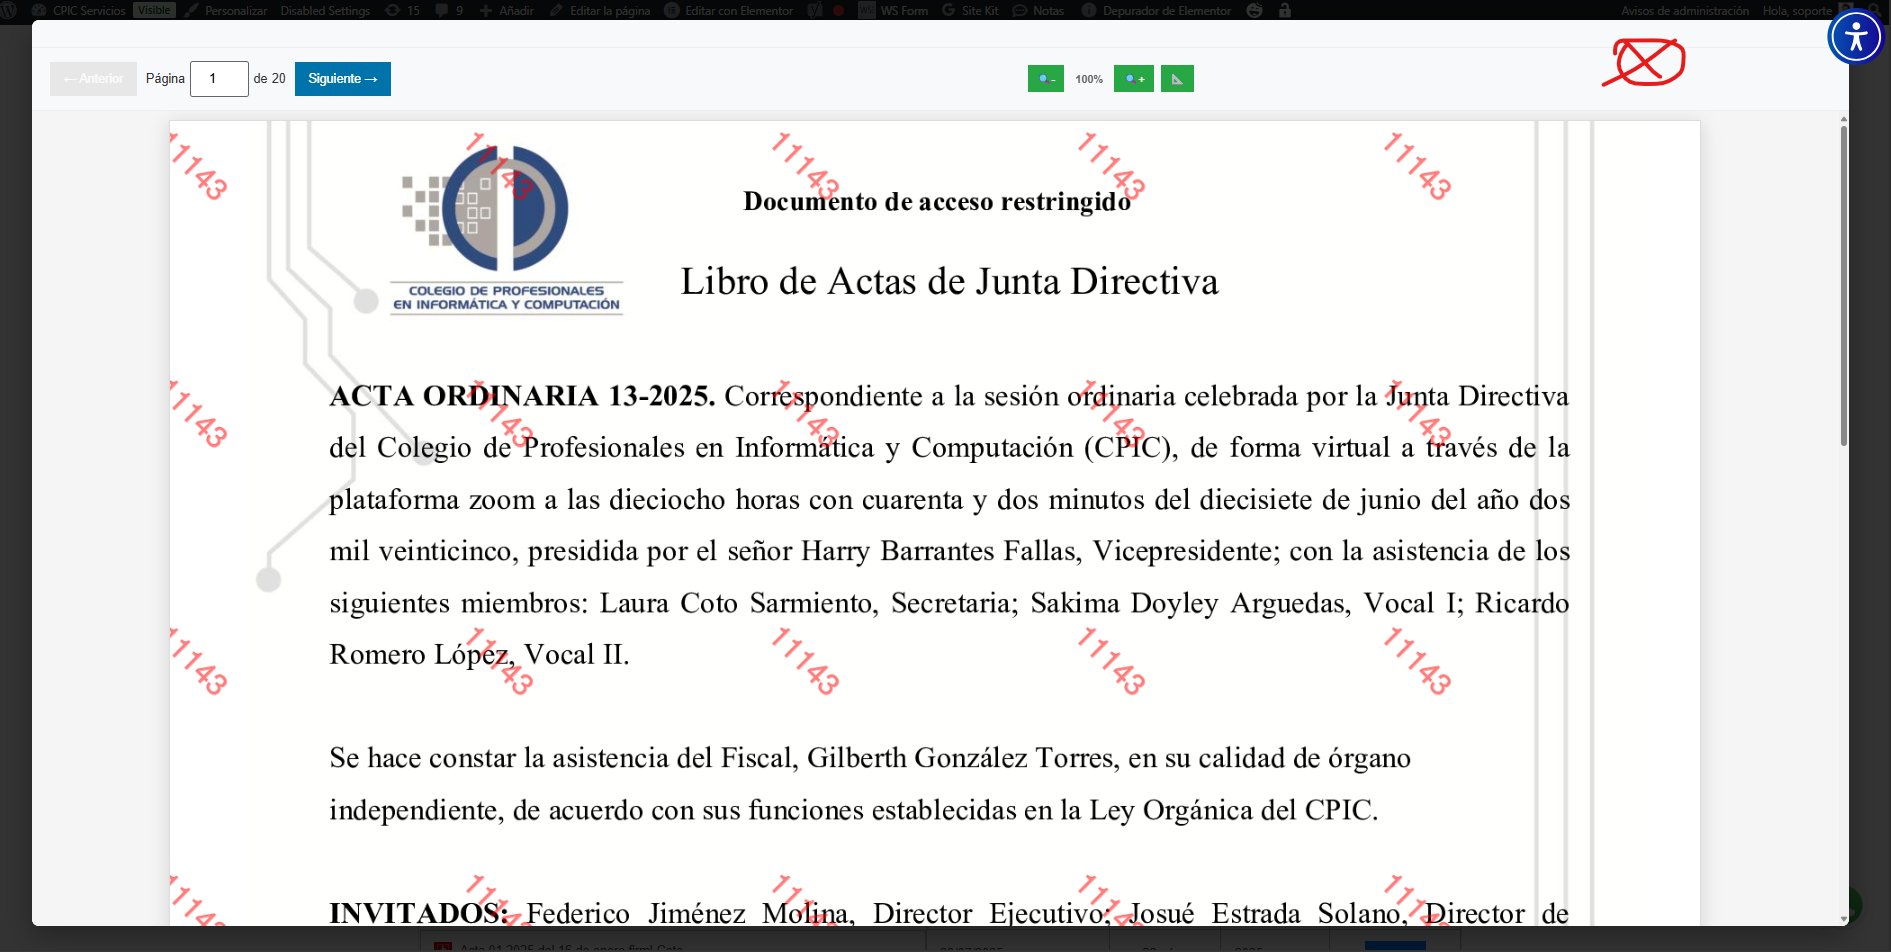 CPIC Servicios Visible Personalizar Disabled Settings 15 9 Añadir Editar la página Editar con Elementor WS Form Site Kit Notas Depurador de Elementor Avisos de administración Hola, soporte
← Anterior Página 1 de 20 Siguiente → - 100% +
11143 11143 11143 11143 11143
Documento de acceso restringido
Libro de Actas de Junta Directiva
COLEGIO DE PROFESIONALES
EN INFORMÁTICA Y COMPUTACIÓN
ACTA ORDINARIA 13-2025. Correspondiente a la sesión ordinaria celebrada por la Junta Directiva
11143 11143 11143 11143 11143
del Colegio de Profesionales en Informática y Computación (CPIC), de forma virtual a través de la
plataforma zoom a las dieciocho horas con cuarenta y dos minutos del diecisiete de junio del año dos
mil veinticinco, presidida por el señor Harry Barrantes Fallas, Vicepresidente; con la asistencia de los
siguientes miembros: Laura Coto Sarmiento, Secretaria; Sakima Doyley Arguedas, Vocal I; Ricardo
Romero López, Vocal II.
11143 11143 11143 11143 11143
Se hace constar la asistencia del Fiscal, Gilberth González Torres, en su calidad de órgano
independiente, de acuerdo con sus funciones establecidas en la Ley Orgánica del CPIC.
11143 11143 11143 11143 11143
INVITADOS: Federico Jiménez Molina, Director Ejecutivo; Josué Estrada Solano, Director de